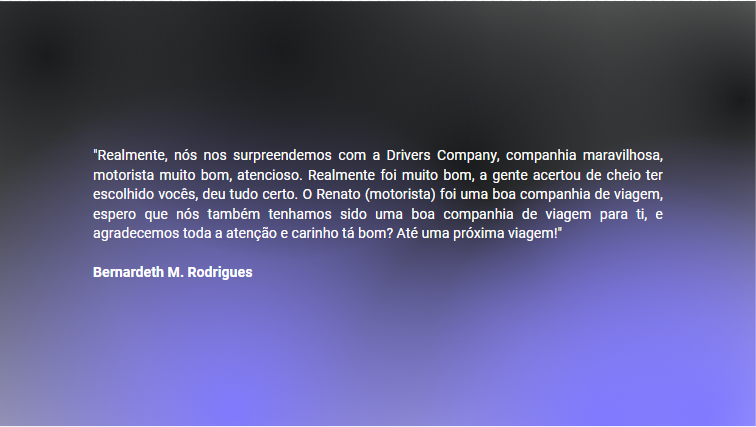 "Realmente, nós nos surpreendemos com a Drivers Company, companhia maravilhosa,
motorista muito bom, atencioso. Realmente foi muito bom, a gente acertou de cheio ter
escolhido vocês, deu tudo certo. O Renato (motorista) foi uma boa companhia de viagem,
espero que nós também tenhamos sido uma boa companhia de viagem para ti, e
agradecemos toda a atenção e carinho tá bom? Até uma próxima viagem!"
Bernardeth M. Rodrigues